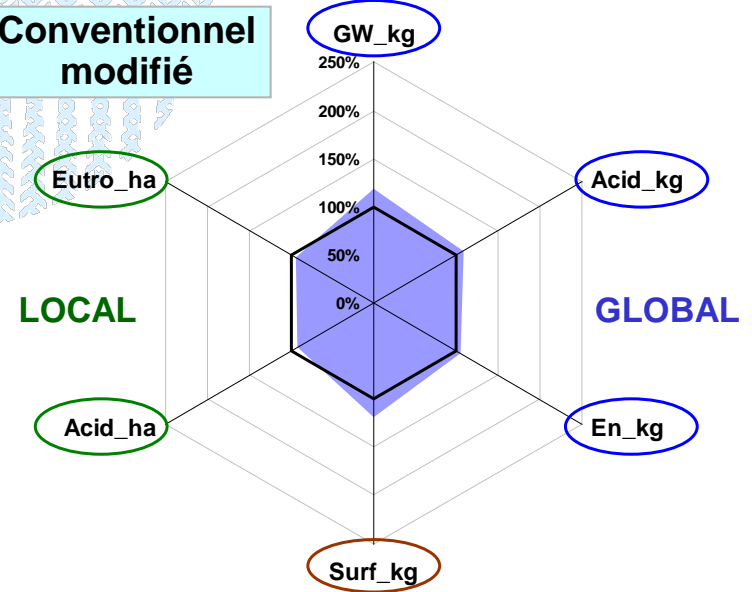 Conventionnel
modifié
GW_kg
250%
200%
150%
100%
50%
0%
Eutro_ha
Acid_kg
LOCAL
GLOBAL
Acid_ha
En_kg
Surf_kg